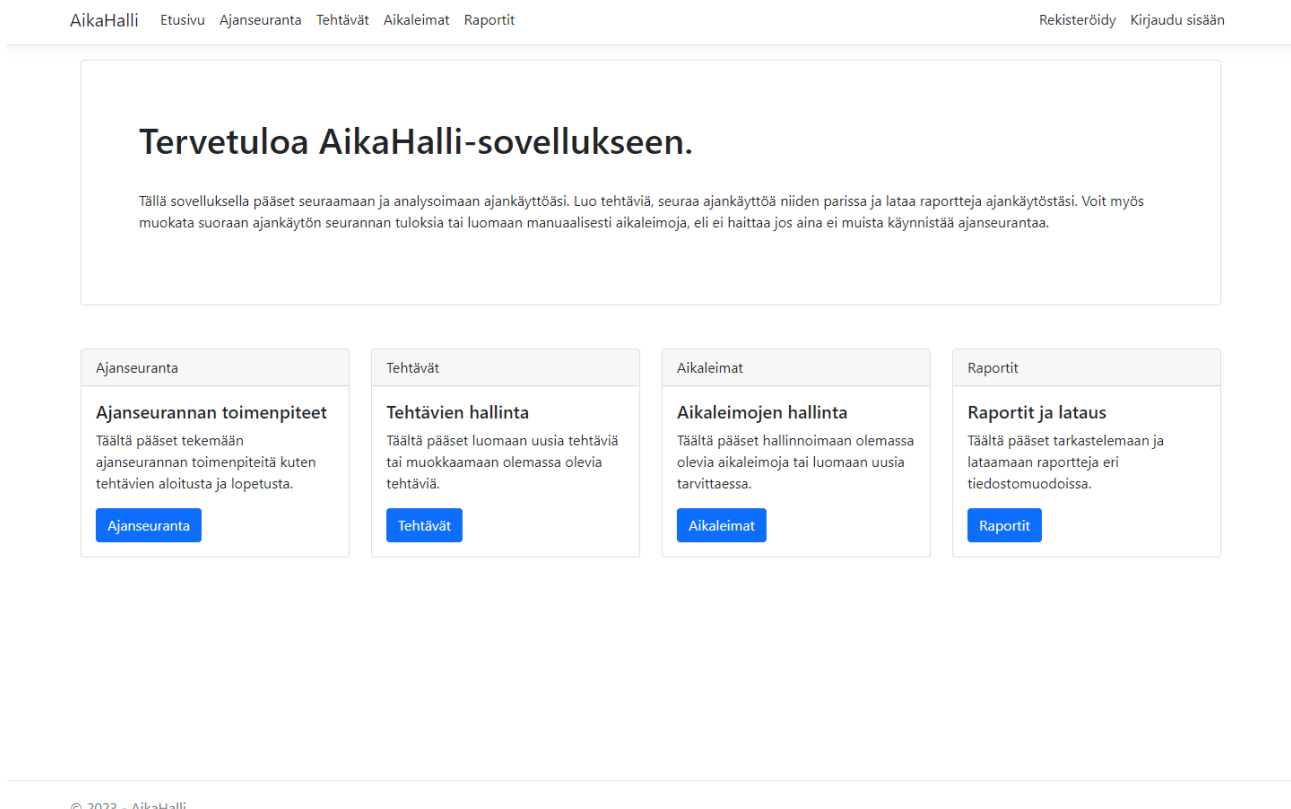 AikaHalli Etusivu Ajanseuranta Tehtävät Aikaleimat Raportit Rekisteröidy Kirjaudu sisään
Tervetuloa AikaHalli-sovellukseen.
Tällä sovelluksella pääset seuraamaan ja analysoimaan ajankäyttöäsi. Luo tehtäviä, seuraa ajankäyttöä niiden parissa ja lataa raportteja ajankäytöstäsi. Voit myös
muokata suoraan ajankäytön seurannan tuloksia tai luomaan manuaalisesti aikaleimoja, eli ei haittaa jos aina ei muista käynnistää ajanseurantaa.
Ajanseuranta
Ajanseurannan toimenpiteet
Täältä pääset tekemään
ajanseurannan toimenpiteitä kuten
tehtävien aloitusta ja lopetusta.
Ajanseuranta
Tehtävät
Tehtävien hallinta
Täältä pääset luomaan uusia tehtäviä
tai muokkaamaan olemassa olevia
tehtäviä.
Tehtävät
Aikaleimat
Aikaleimojen hallinta
Täältä pääset hallinnoimaan olemassa
olevia aikaleimoja tai luomaan uusia
tarvittaessa.
Aikaleimat
Raportit
Raportit ja lataus
Täältä pääset tarkastelemaan ja
lataamaan raportteja eri
tiedostomuodoissa.
Raportit
© 2023 - AikaHalli